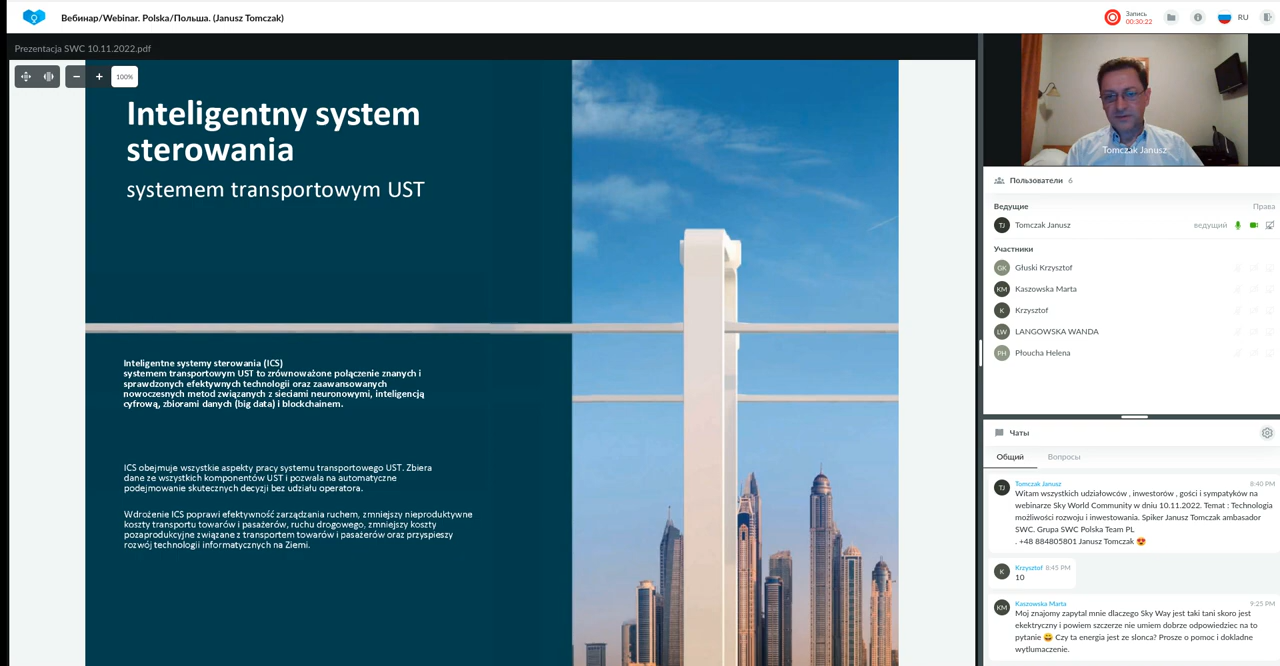 Вебинар/Webinar. Polska/Польша. (Janusz Tomczak)
Запись
00:30:22
RU
Prezentacja SWC 10.11.2022.pdf
100%
Inteligentny system
sterowania
systemem transportowym UST
Inteligentne systemy sterowania (ICS)
systemem transportowym UST to zrównoważone połączenie znanych i
sprawdzonych efektywnych technologii oraz zaawansowanych
nowoczesnych metod związanych z sieciami neuronowymi, inteligencją
cyfrową, zbiorami danych (big data) i blockchainem.
ICS obejmuje wszystkie aspekty pracy systemu transportowego UST. Zbiera
dane ze wszystkich komponentów UST i pozwala na automatyczne
podejmowanie skutecznych decyzji bez udziału operatora.
Wdrożenie ICS poprawi efektywność zarządzania ruchem, zmniejszy nieproduktywne
koszty transportu towarów i pasażerów, ruchu drogowego, zmniejszy koszty
pozaprodukcyjne związane z transportem towarów i pasażerów oraz przyspieszy
rozwój technologii informatycznych na Ziemi.
Tomczak Janusz
Пользователи 6
Ведущие Права
TJ Tomczak Janusz ведущий
Участники
GK Głuski Krzysztof
KM Kaszowska Marta
K Krzysztof
LW LANGOWSKA WANDA
PH Płoucha Helena
Чаты
Общий Вопросы
TJ Tomczak Janusz 8:40 PM
Witam wszystkich udziałowców , inwestorów , gości i sympatyków na
webinarze Sky World Community w dniu 10.11.2022. Temat : Technologia
możliwości rozwoju i inwestowania. Spiker Janusz Tomczak ambasador
SWC. Grupa SWC Polska Team PL
. +48 884805801 Janusz Tomczak 😍
K Krzysztof 8:45 PM
10
KM Kaszowska Marta 9:25 PM
Moj znajomy zapytal mnie dlaczego Sky Way jest taki tani skoro jest
ekektryczny i powiem szczerze nie umiem dobrze odpowiedziec na to
pytanie 😄 Czy ta energia jest ze slonca? Prosze o pomoc i dokladne
wytlumaczenie.